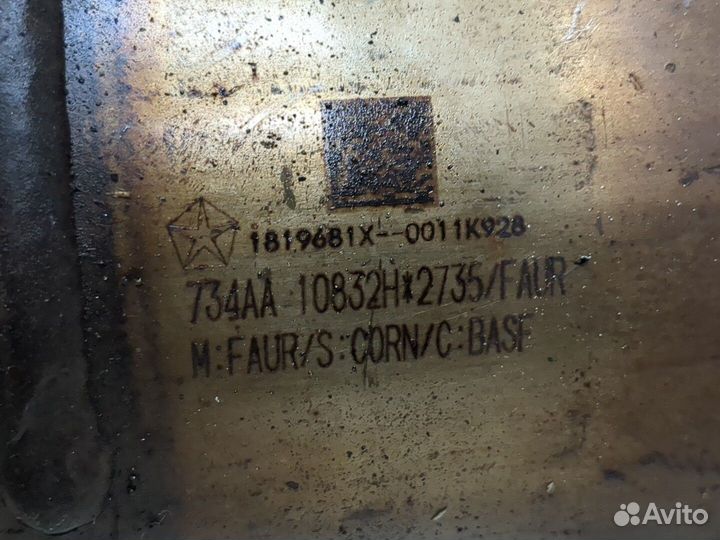 1819681X--0011K928
734AA 10832H*2735/FAUR
M:FAUR/S:CORN/C:BASF
Avito